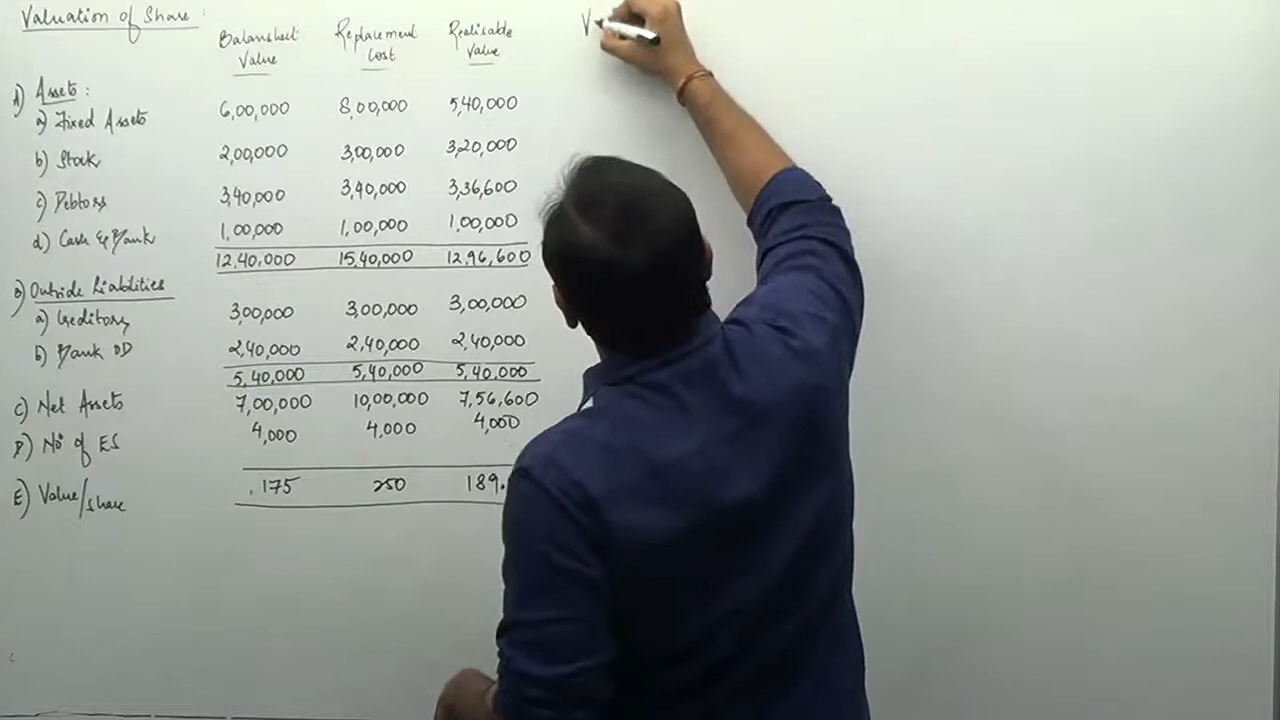 Valuation of Share :
Balansheet Value Replacement Cost Realisable Value
A) Assets :
a) Fixed Assets 6,00,000 8,00,000 5,40,000
b) Stock 2,00,000 3,00,000 3,20,000
c) Debtors 3,40,000 3,40,000 3,36,600
d) Cash & Bank 1,00,000 1,00,000 1,00,000
12,40,000 15,40,000 12,96,600
B) Outside Liabilities
a) Creditors 3,00,000 3,00,000 3,00,000
b) Bank OD 2,40,000 2,40,000 2,40,000
5,40,000 5,40,000 5,40,000
C) Net Assets 7,00,000 10,00,000 7,56,600
D) No of ES 4,000 4,000 4,000
E) Value/share 175 250 189.
V